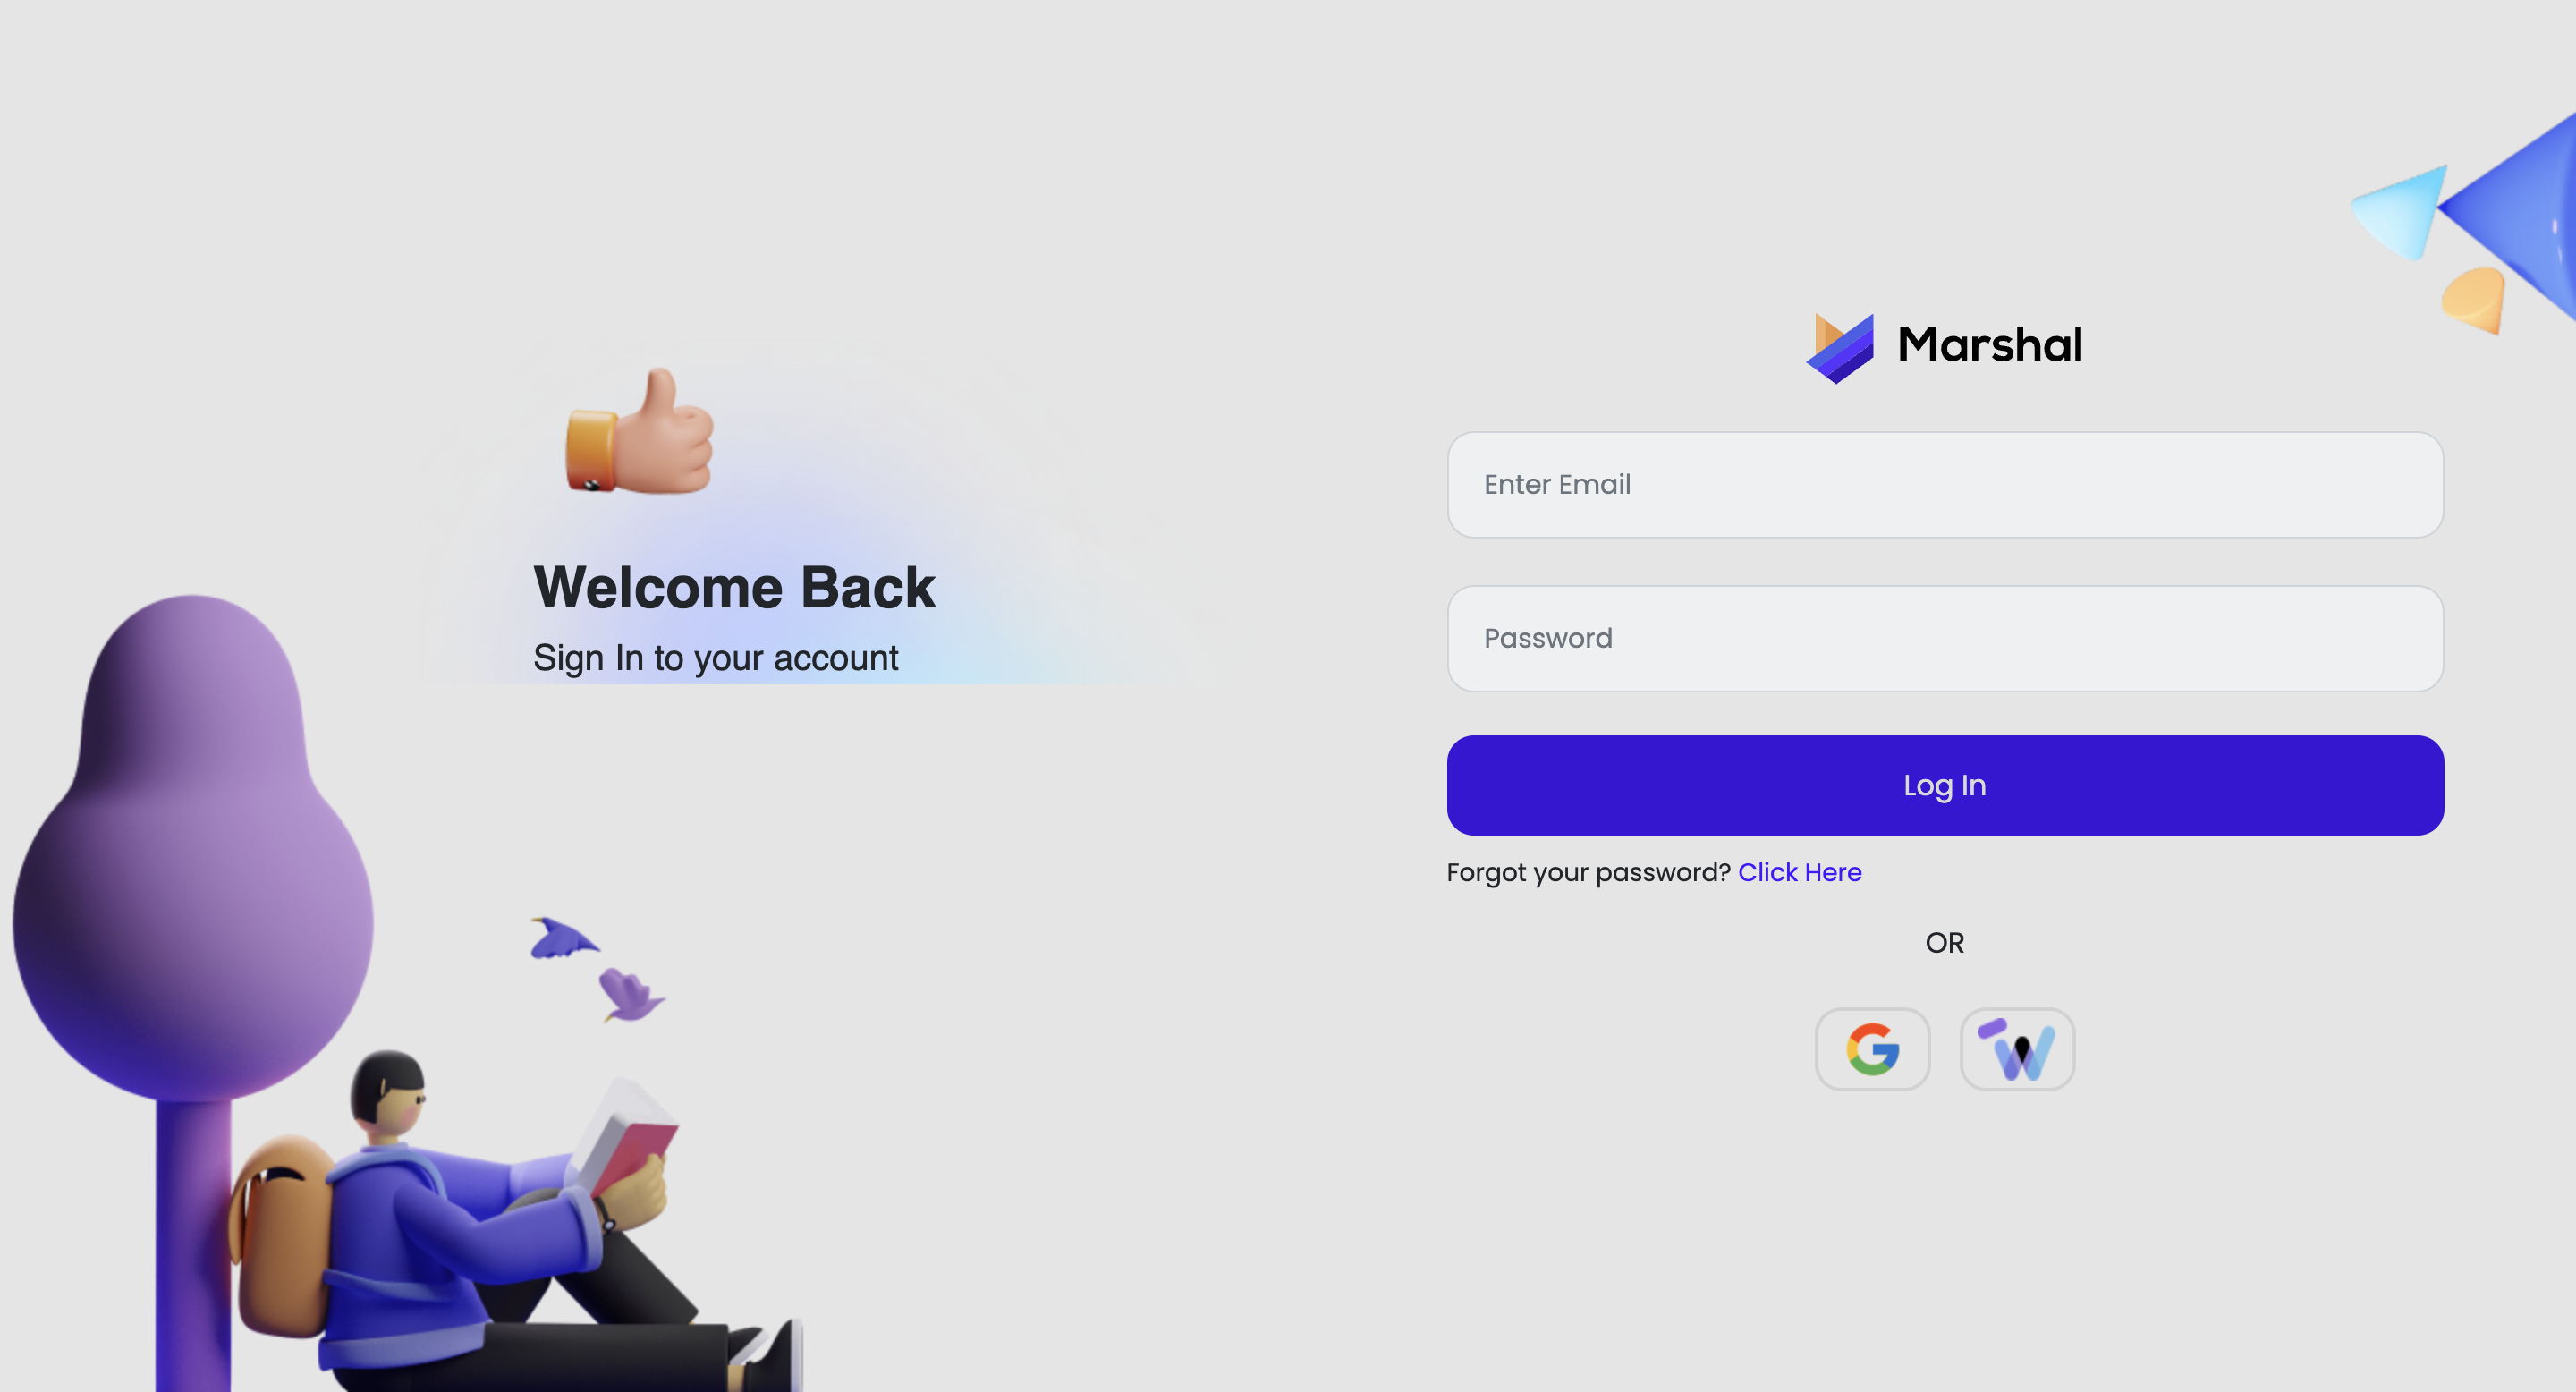 Welcome Back
Sign In to your account
Marshal
Enter Email
Password
Log In
Forgot your password? Click Here
OR